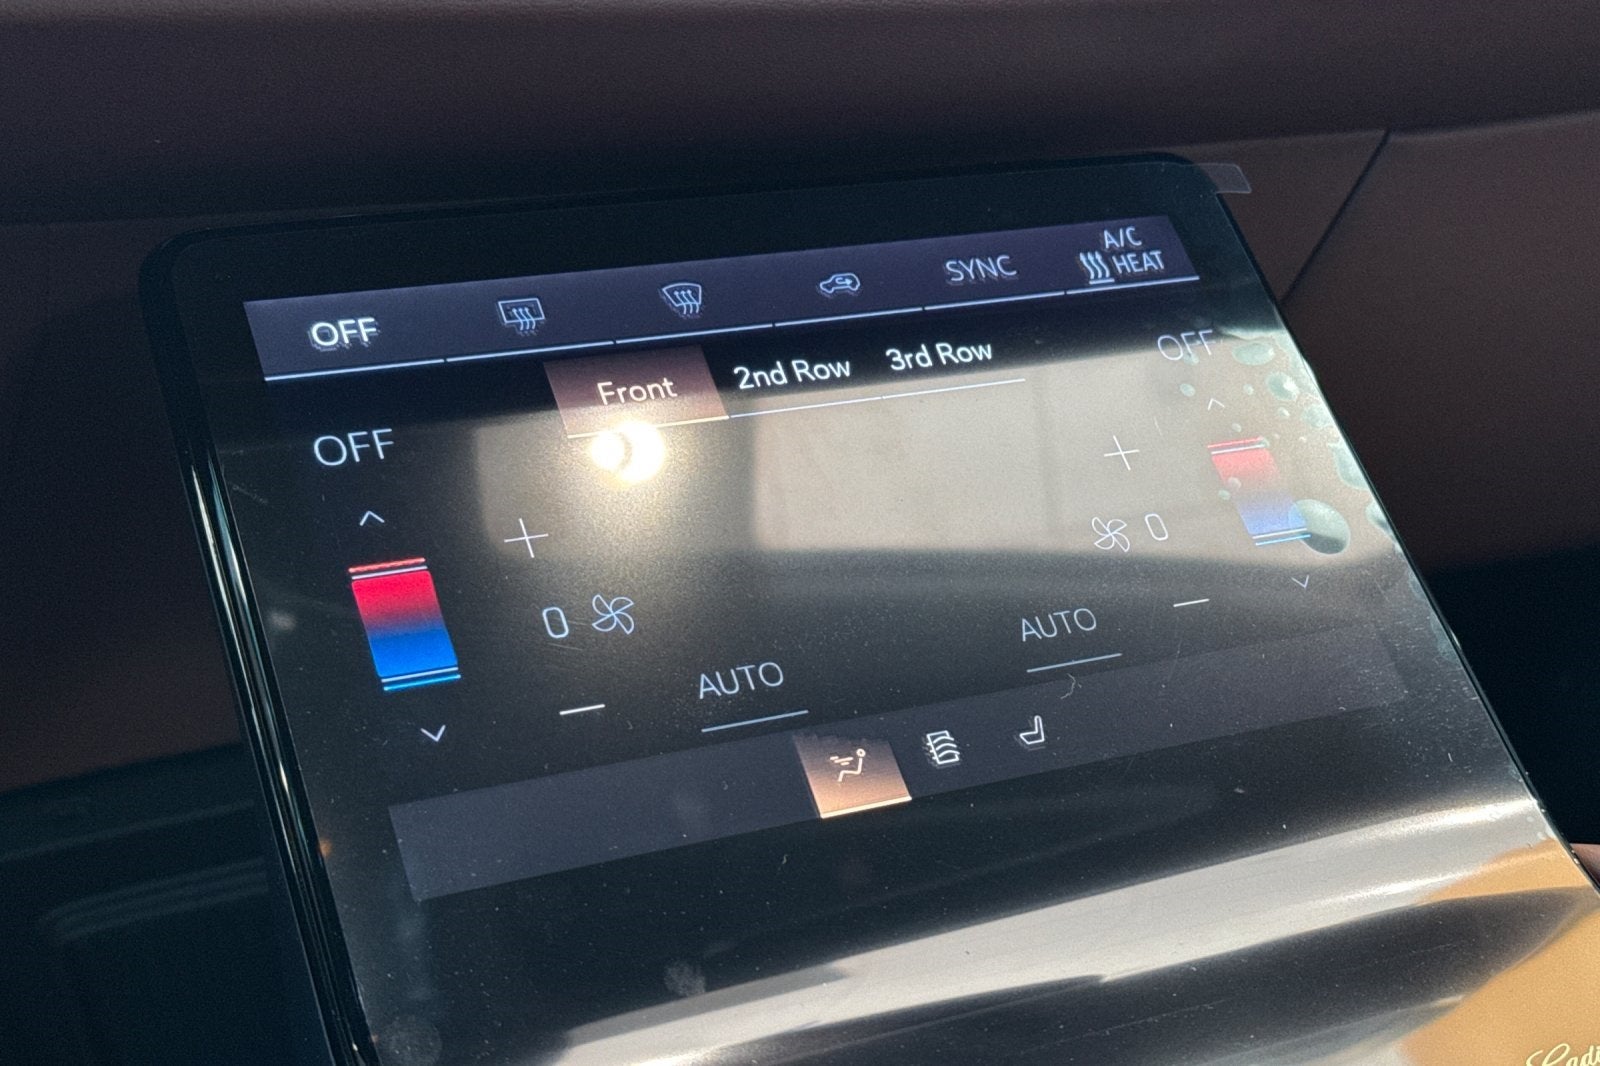 OFF
SYNC
A/C
HEAT
Front
2nd Row
3rd Row
OFF
OFF
0
0
AUTO
AUTO